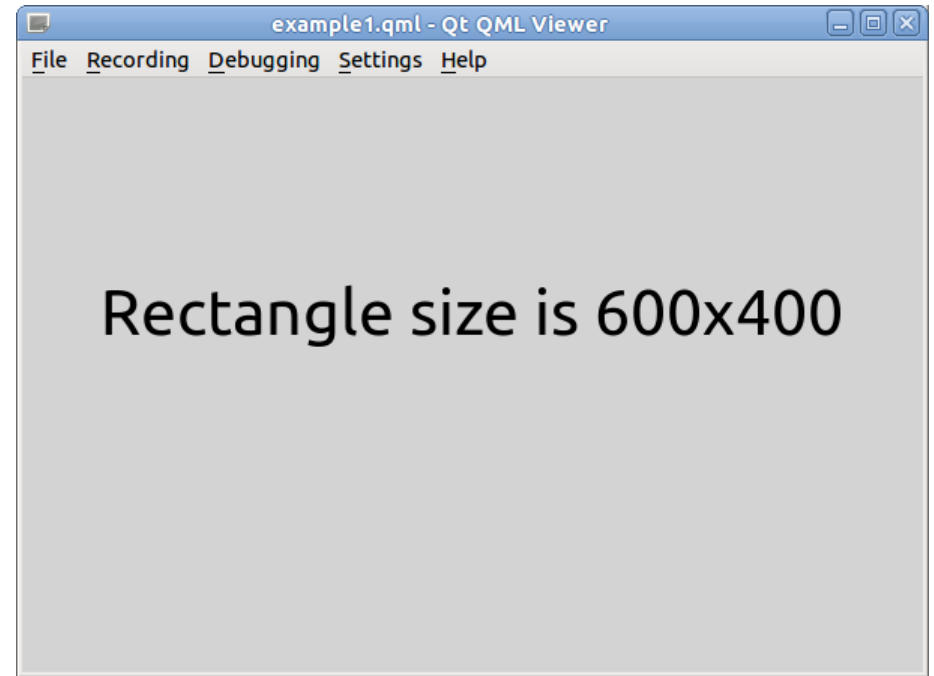 example1.qml - Qt QML Viewer
File Recording Debugging Settings Help
Rectangle size is 600x400